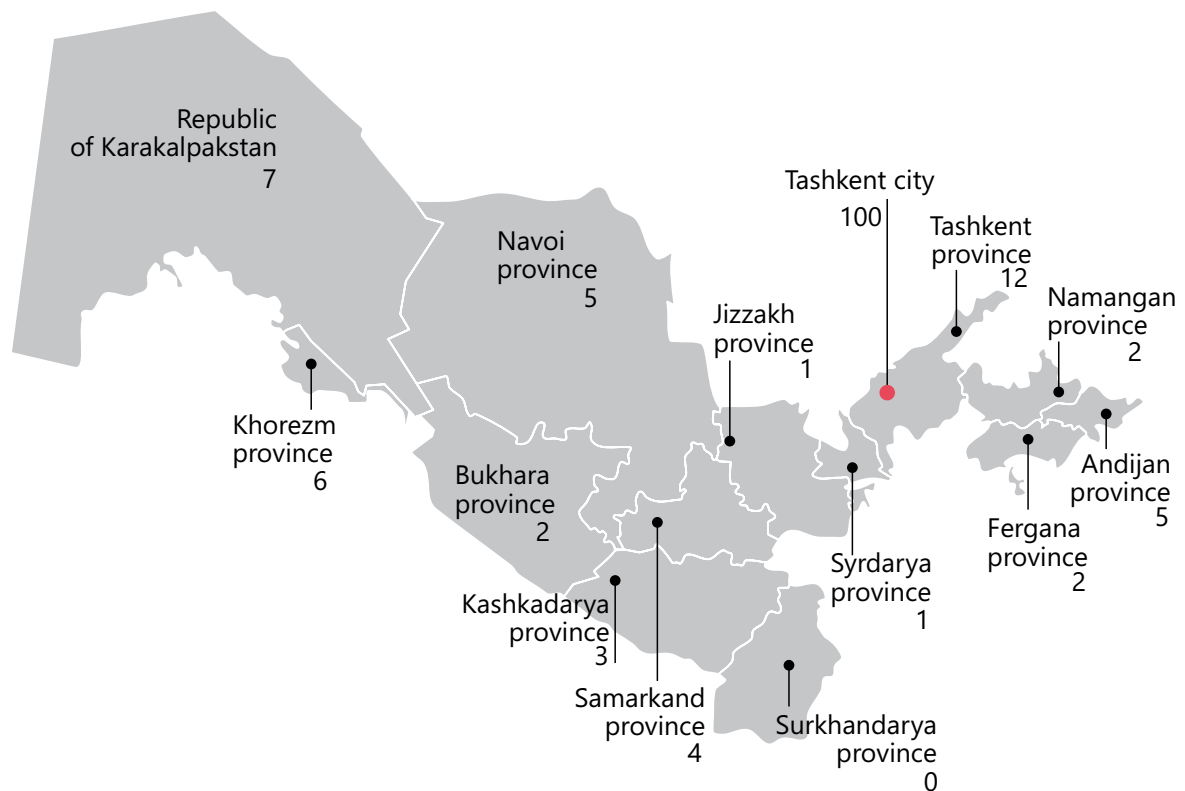 Republic
of Karakalpakstan
7
Tashkent city
100
Tashkent
province
12
Navoi
province
5
Namangan
province
2
Jizzakh
province
1
Khorezm
province
6
Bukhara
province
2
Andijan
province
5
Fergana
province
2
Syrdarya
province
1
Kashkadarya
province
3
Samarkand
province
4
Surkhandarya
province
0